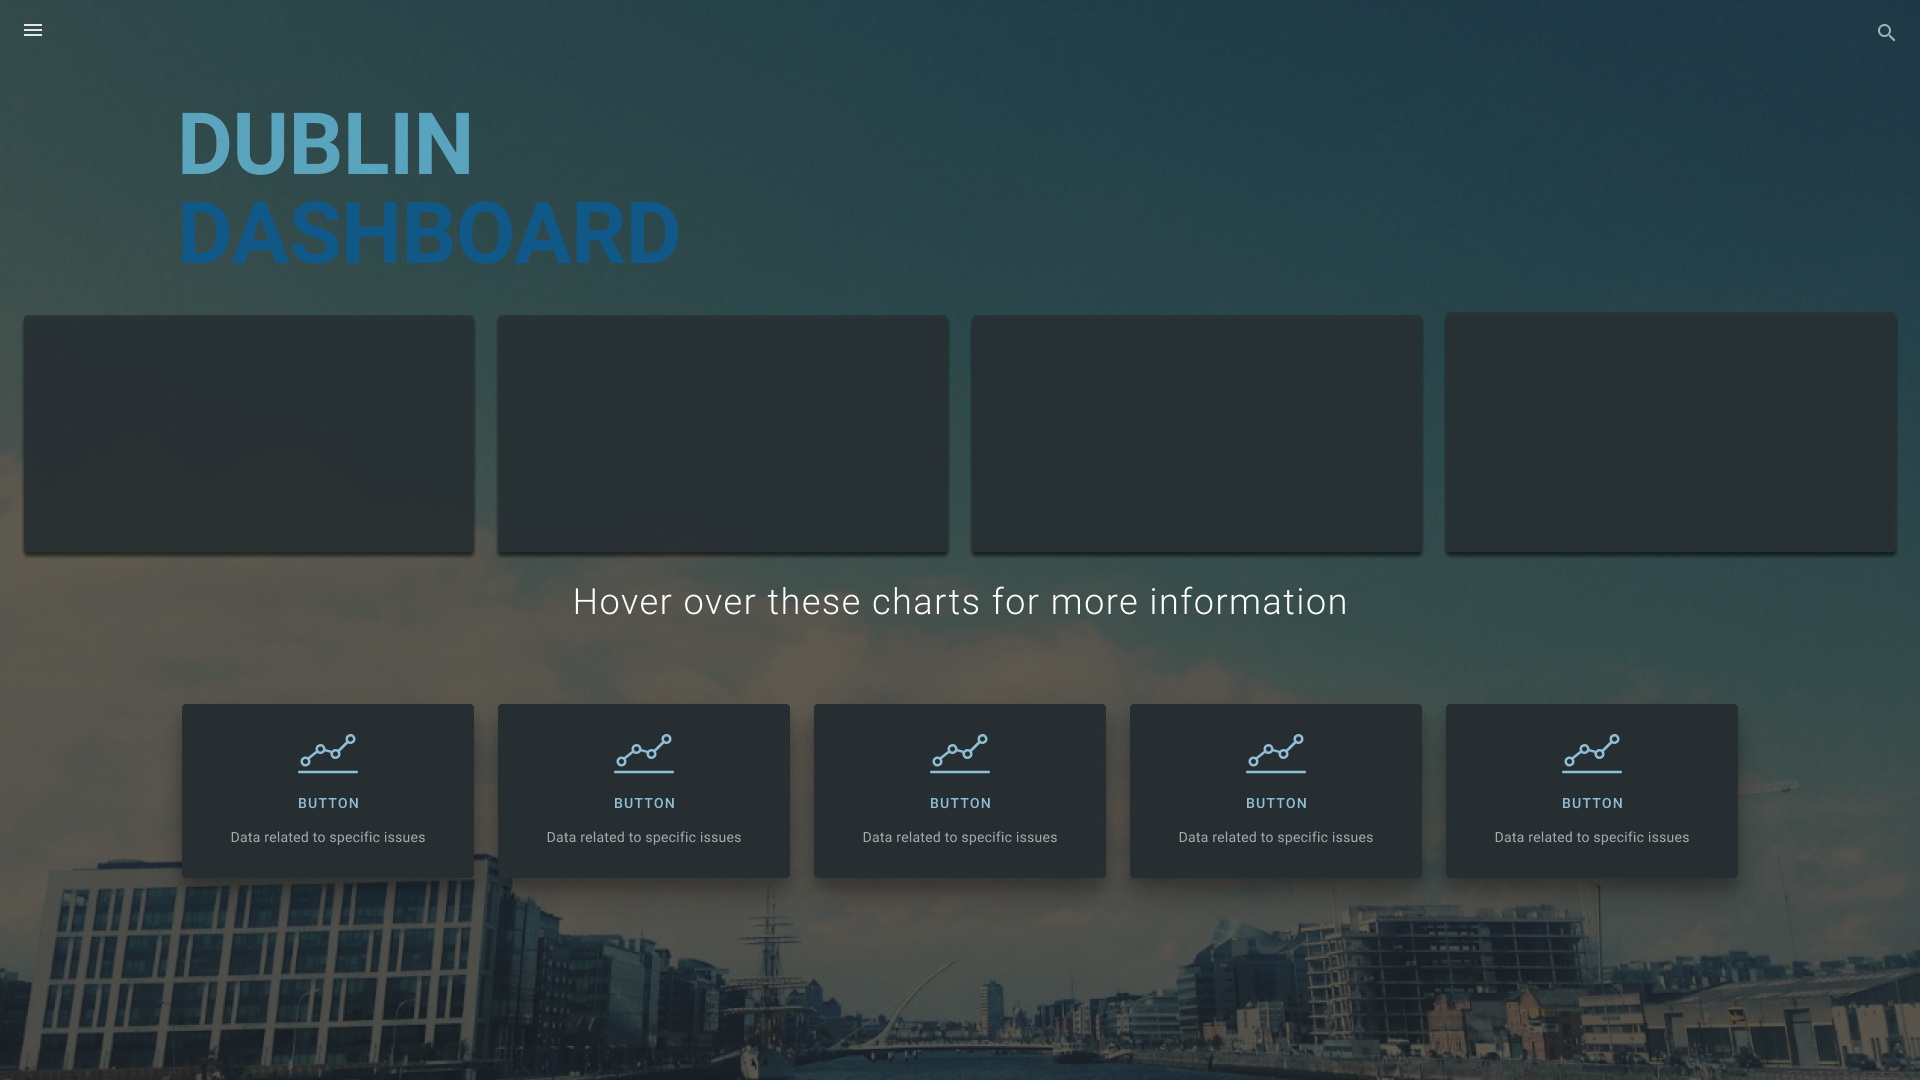 DUBLIN
DASHBOARD
Hover over these charts for more information
BUTTON
Data related to specific issues
BUTTON
Data related to specific issues
BUTTON
Data related to specific issues
BUTTON
Data related to specific issues
BUTTON
Data related to specific issues